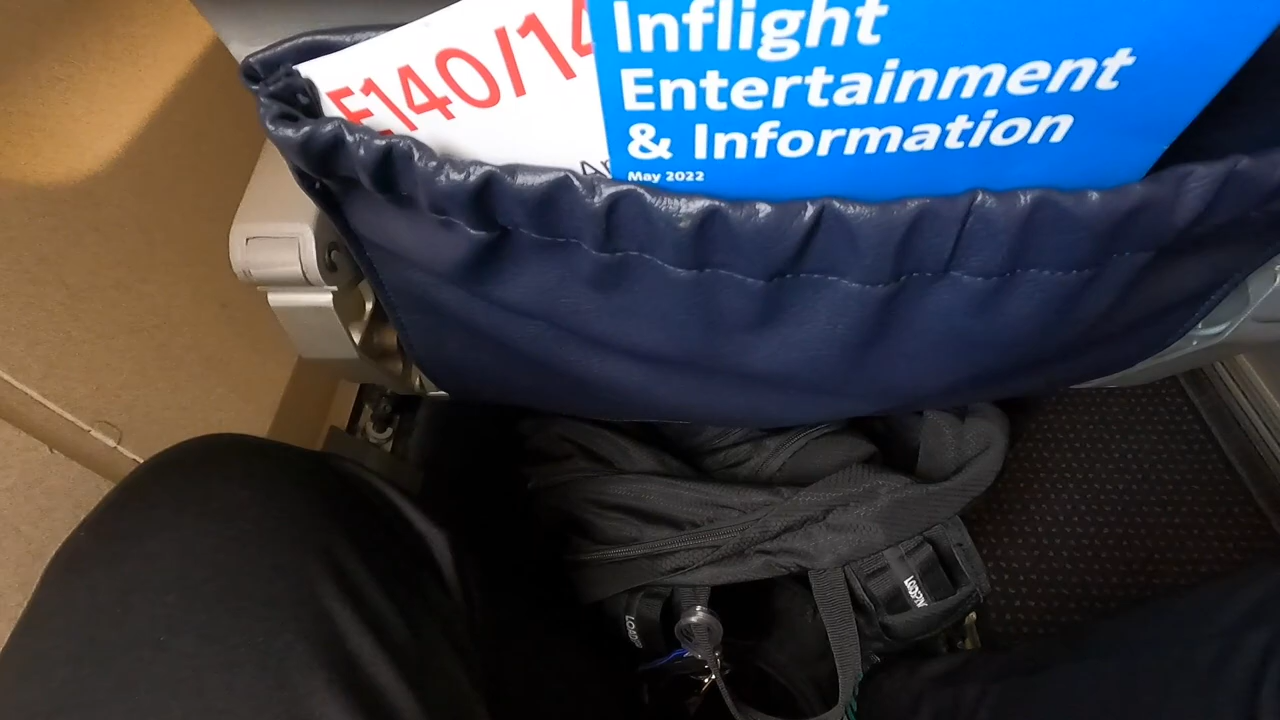 E140/14
Inflight
Entertainment
& Information
May 2022